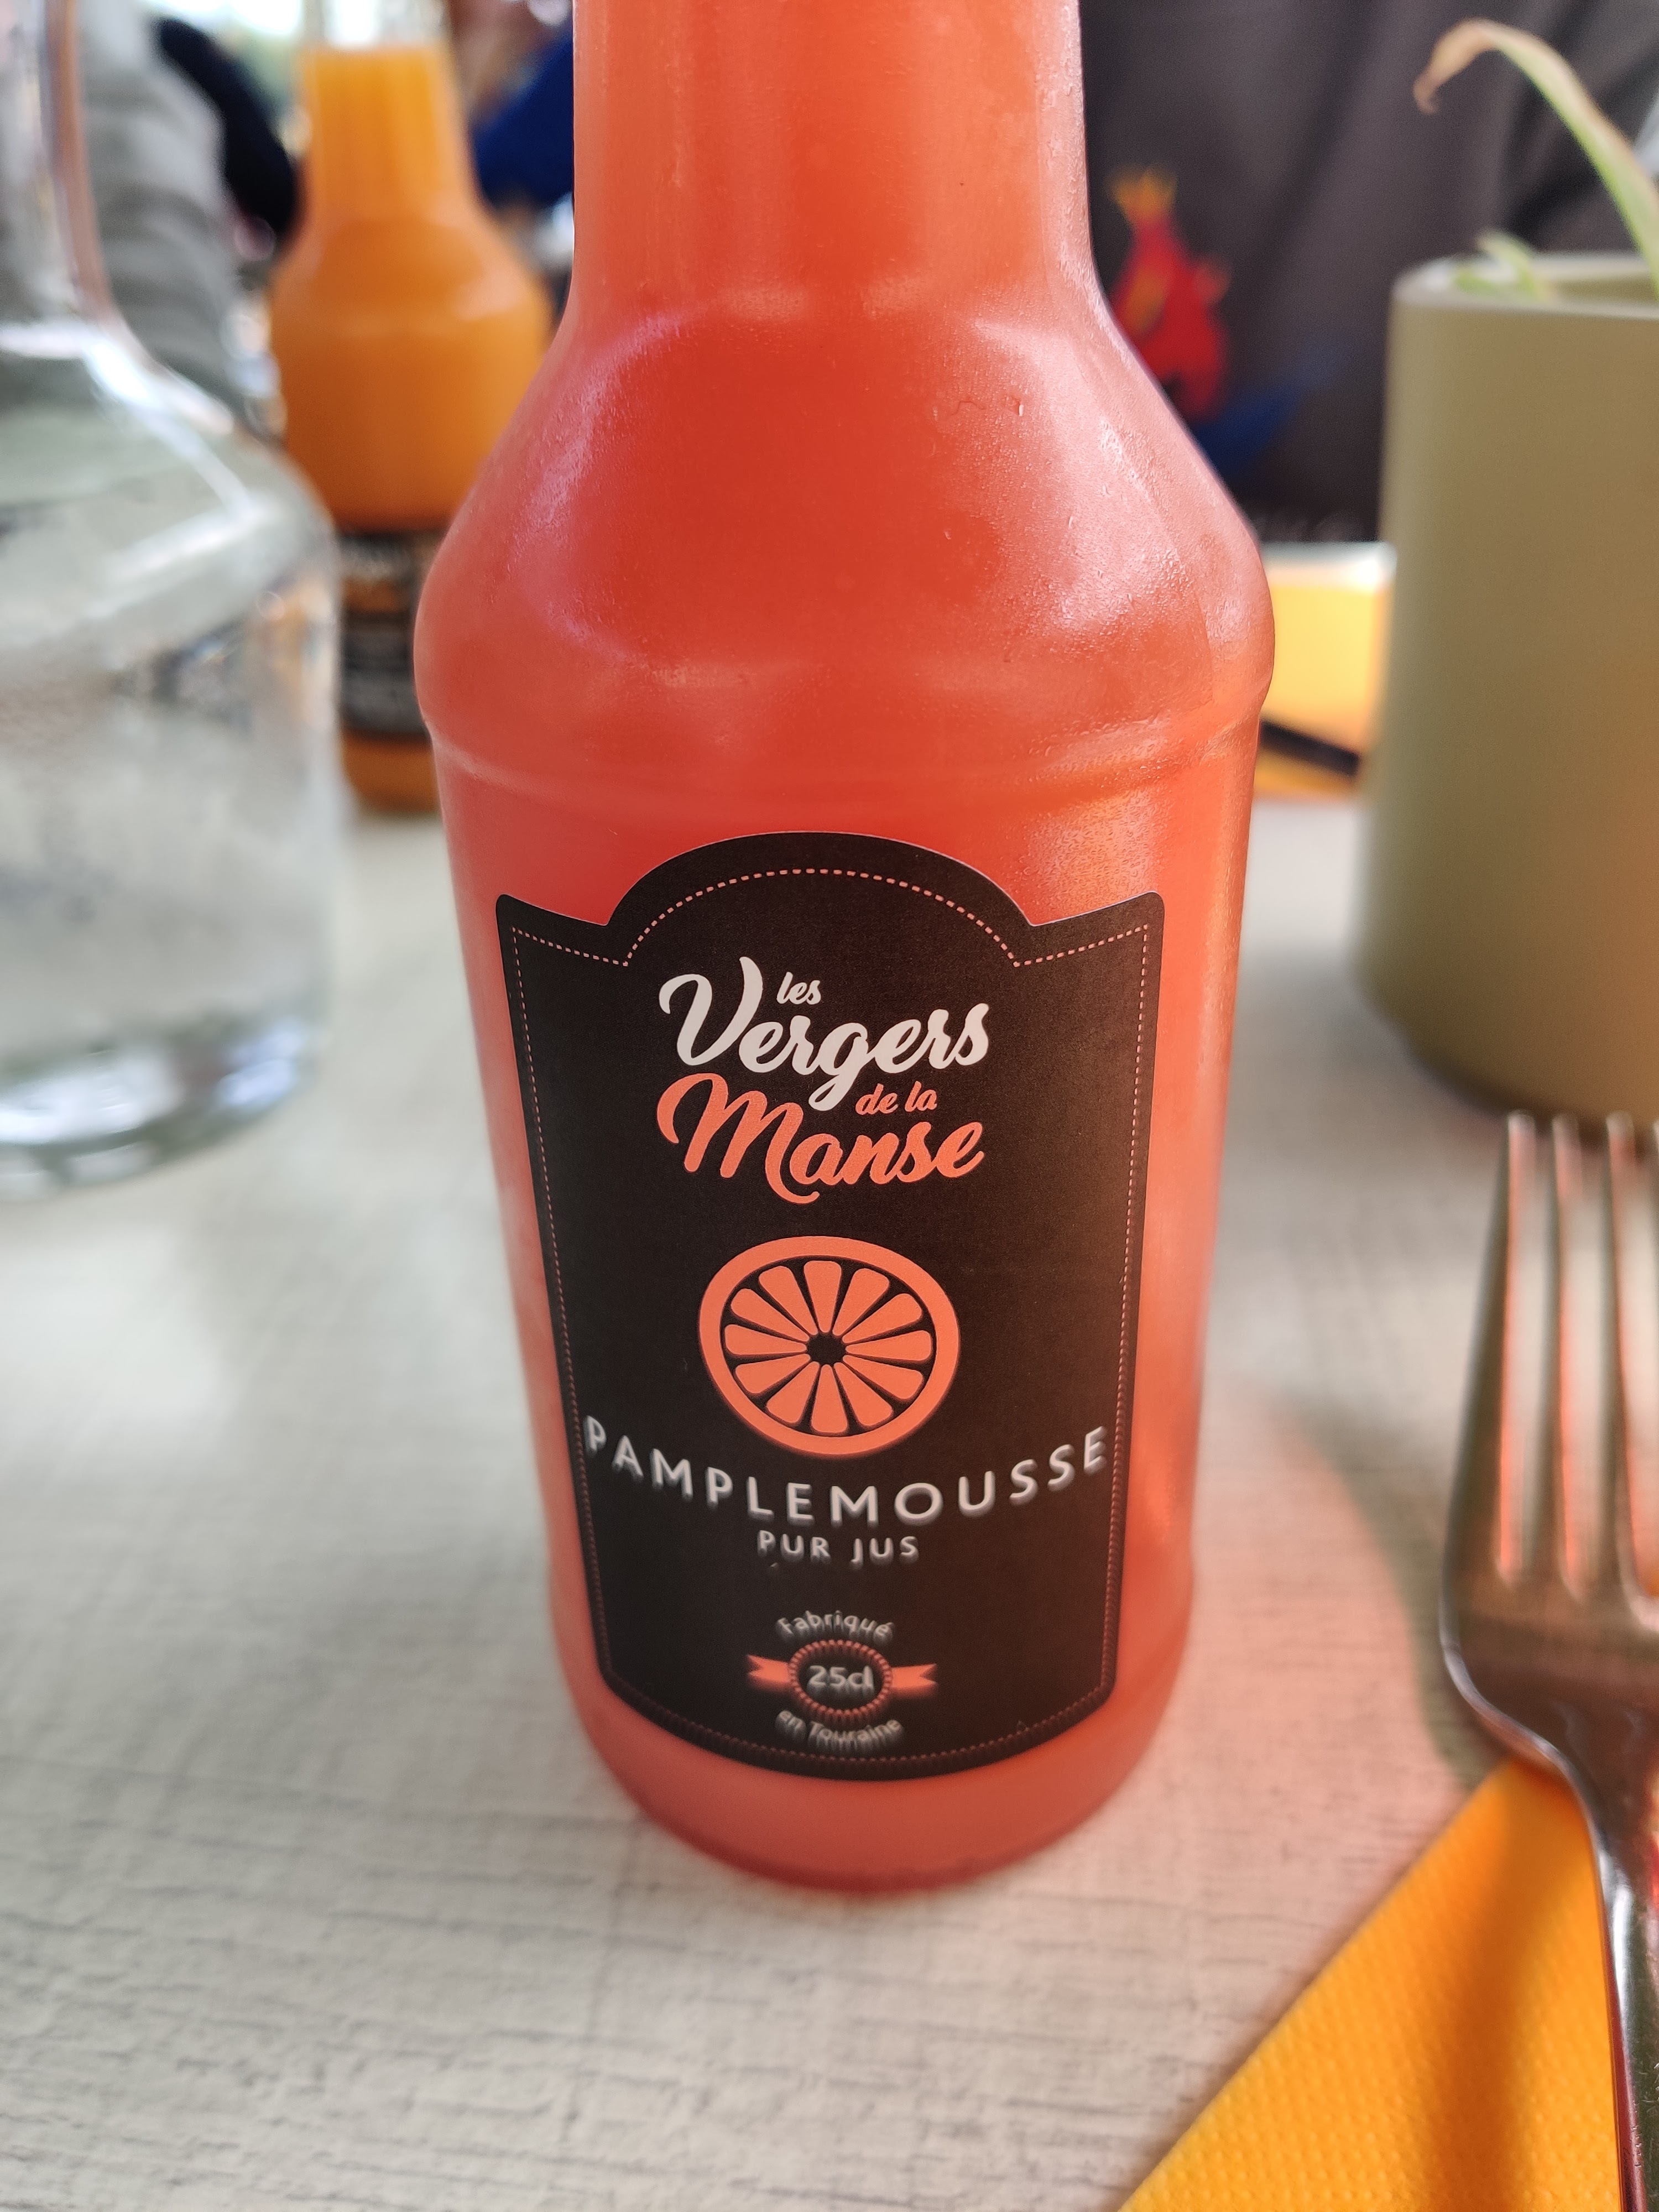 les
Vergers
de la
Manse
PAMPLEMOUSSE
PUR JUS
Fabriqué
25cl
en Touraine